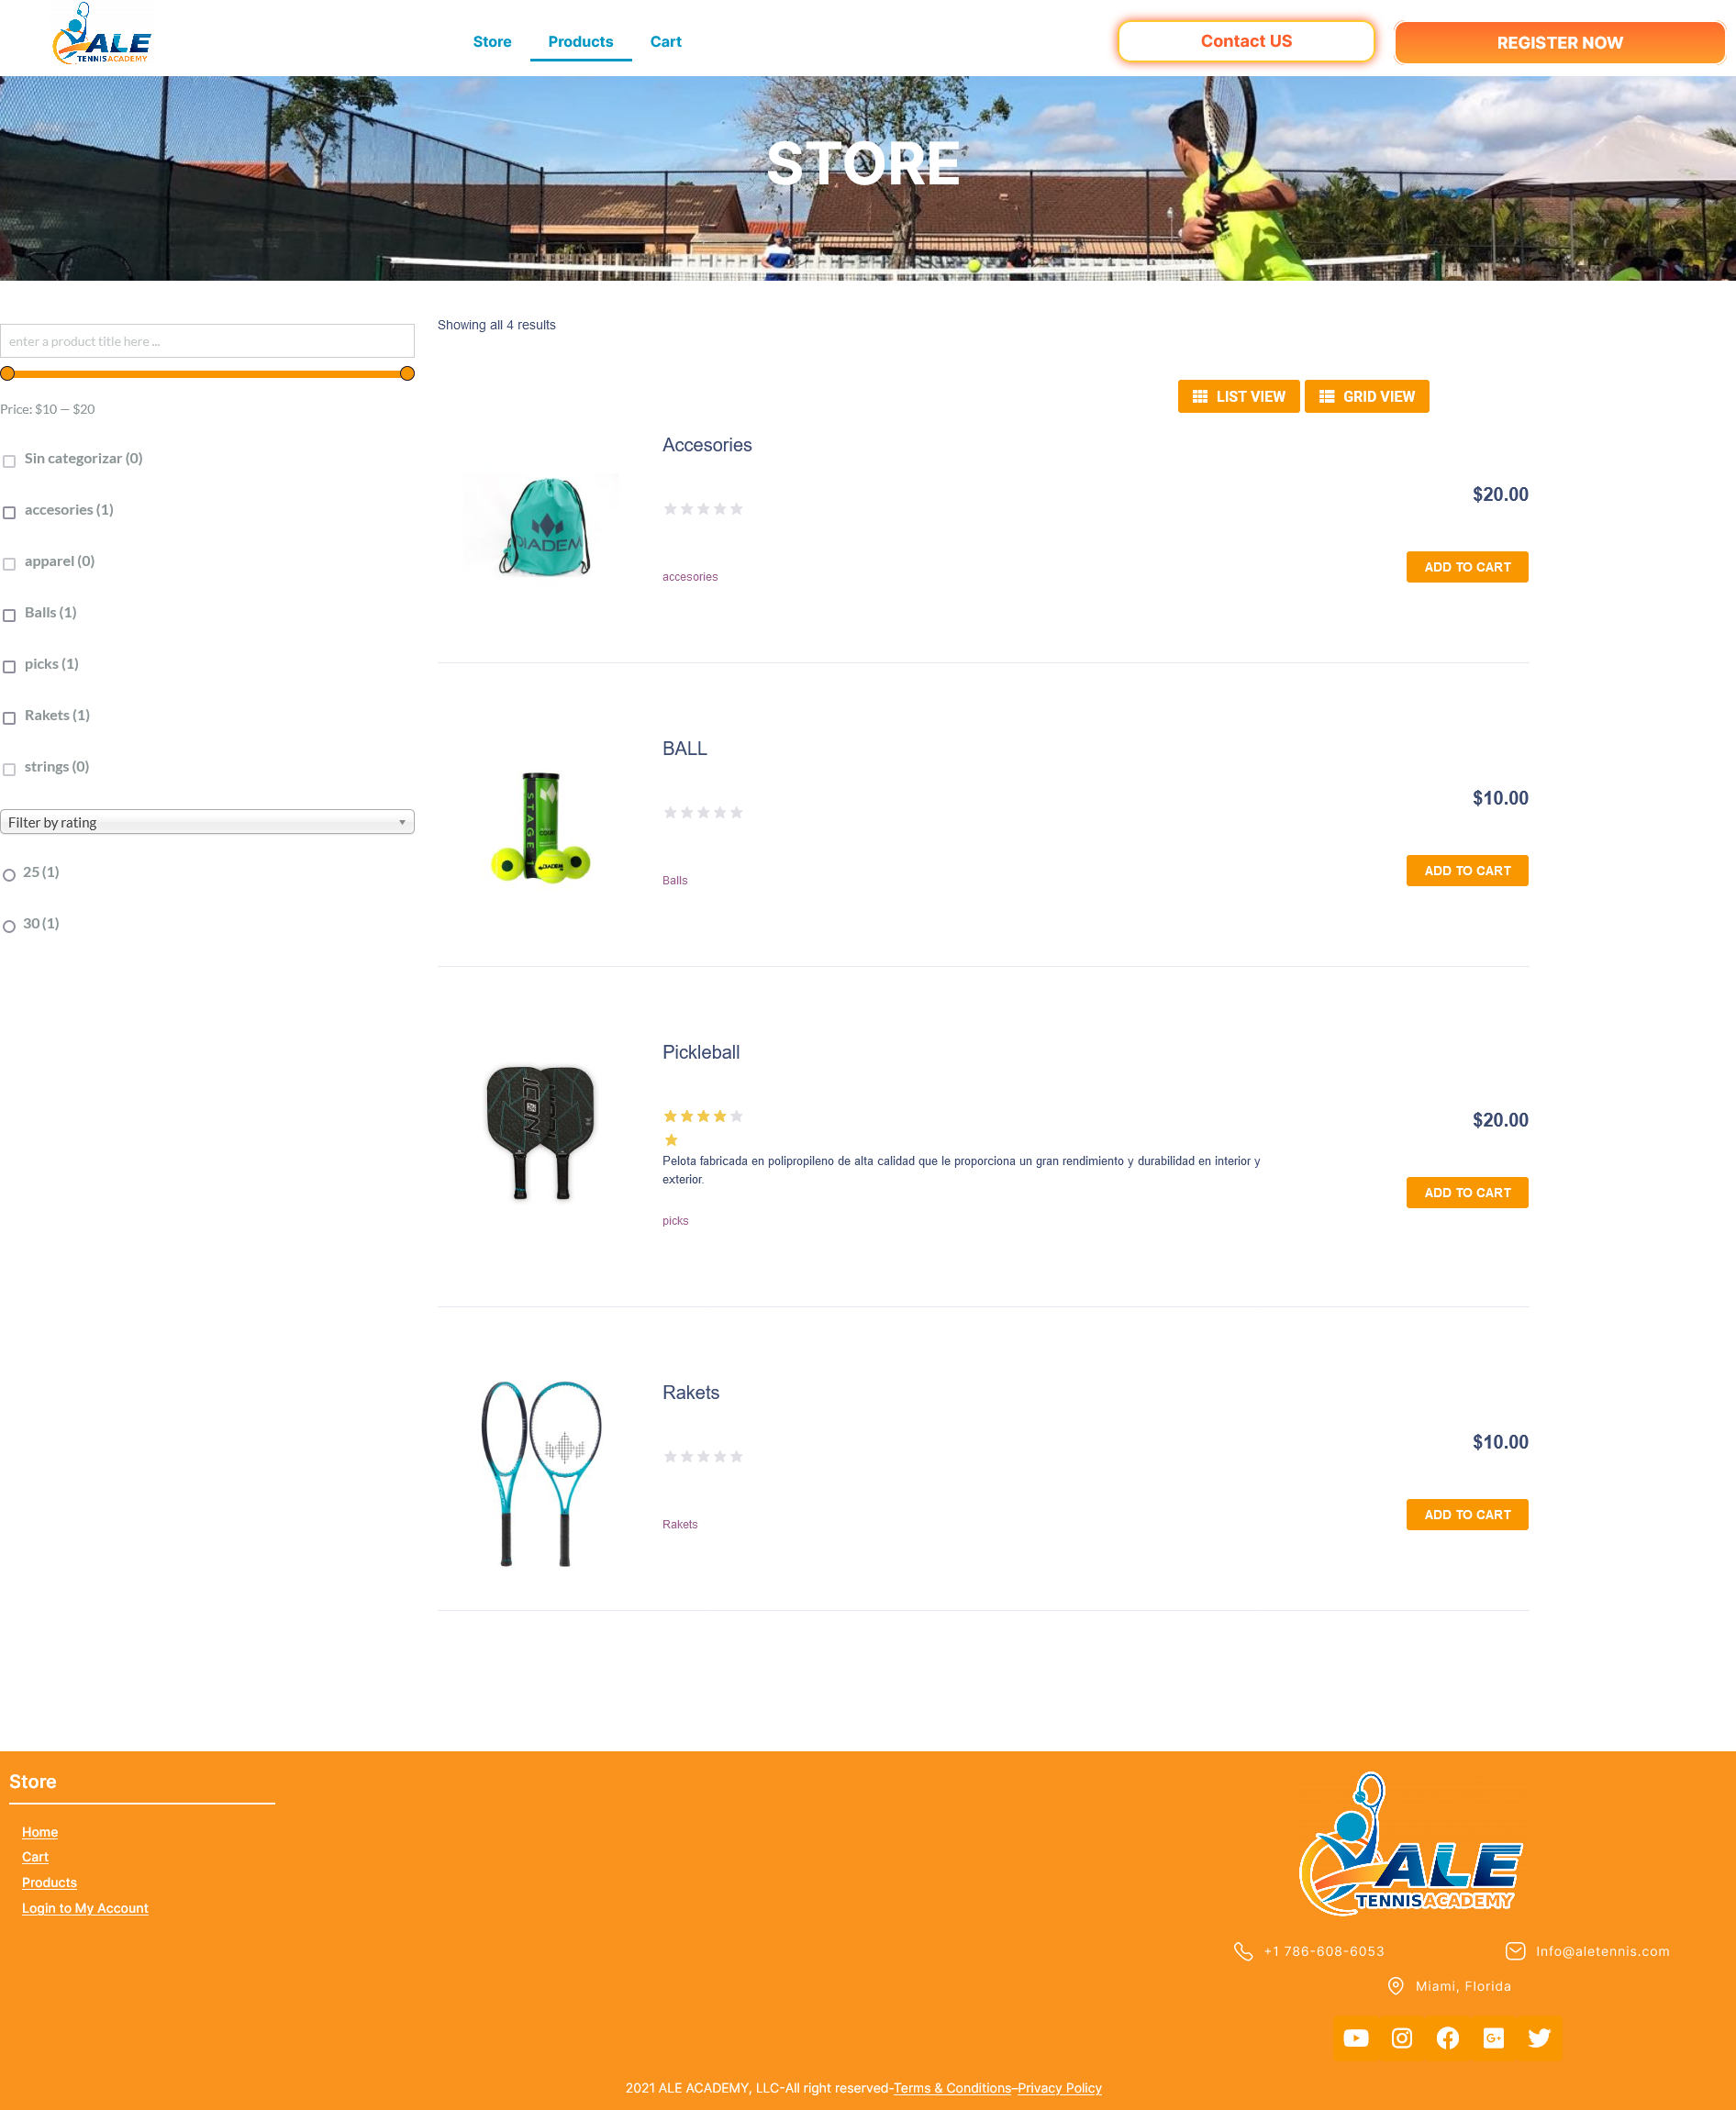 ALE
TENNIS ACADEMY
Store
Products
Cart
Contact US
REGISTER NOW
STORE
enter a product title here ...
Price: $10 — $20
Sin categorizar (0)
accesories (1)
apparel (0)
Balls (1)
picks (1)
Rakets (1)
strings (0)
Filter by rating
25 (1)
30 (1)
Showing all 4 results
LIST VIEW
GRID VIEW
Accesories
DIADEM
accesories
$20.00
ADD TO CART
BALL
STAGE 1
DIADEM
Balls
$10.00
ADD TO CART
Pickleball
ICON
Pelota fabricada en polipropileno de alta calidad que le proporciona un gran rendimiento y durabilidad en interior y
exterior.
picks
$20.00
ADD TO CART
Rakets
Rakets
$10.00
ADD TO CART
Store
Home
Cart
Products
Login to My Account
ALE
TENNIS ACADEMY
+1 786-608-6053
Info@aletennis.com
Miami, Florida
G+
2021 ALE ACADEMY, LLC-All right reserved-Terms & Conditions–Privacy Policy